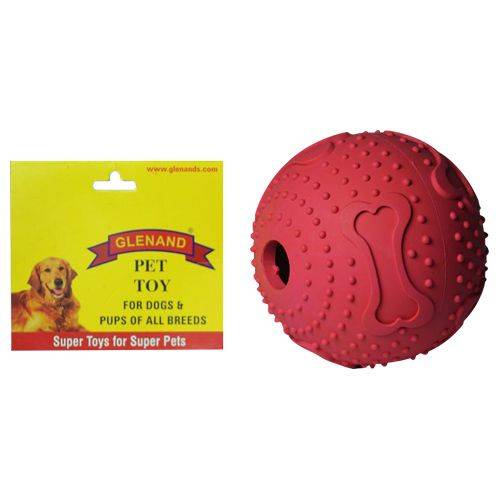 www.glenands.com
GLENAND
PET
TOY
FOR DOGS &
PUPS OF ALL BREEDS
Super Toys for Super Pets